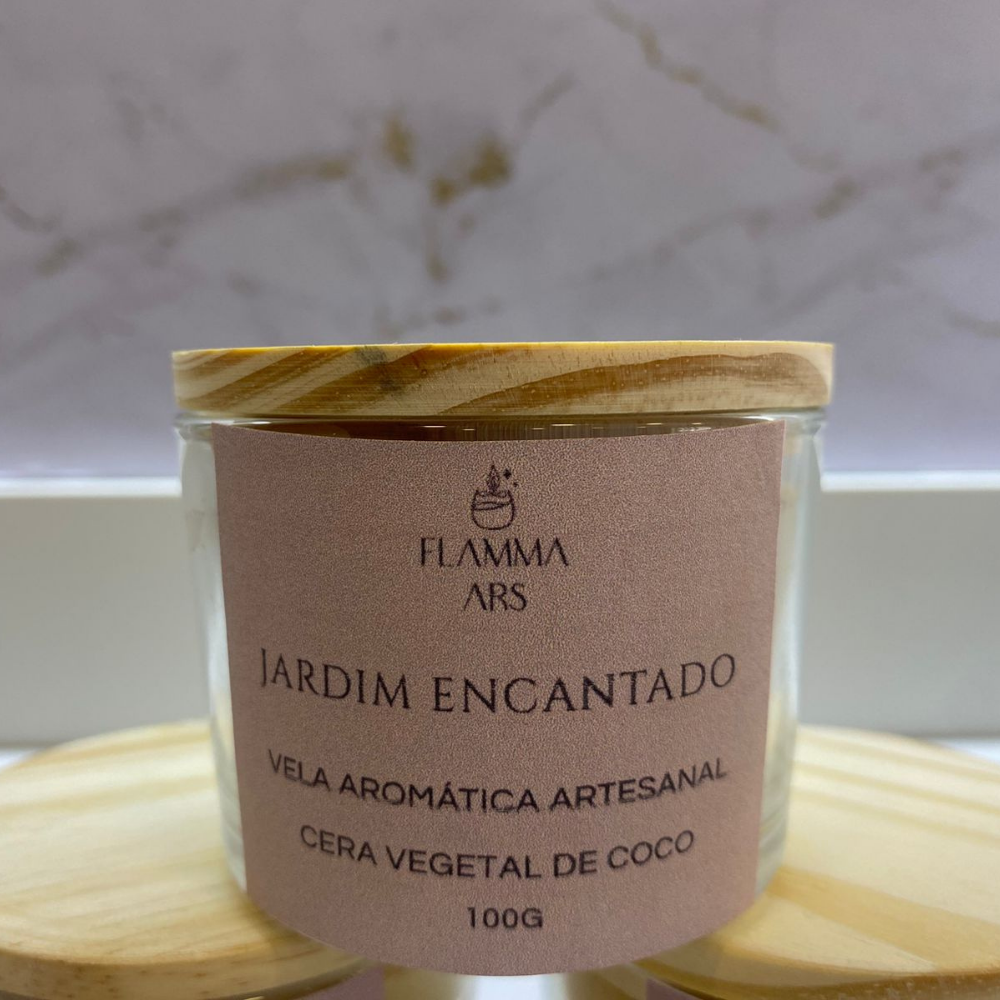 FLAMMA
ARS
JARDIM ENCANTADO
VELA AROMÁTICA ARTESANAL
CERA VEGETAL DE COCO
100G